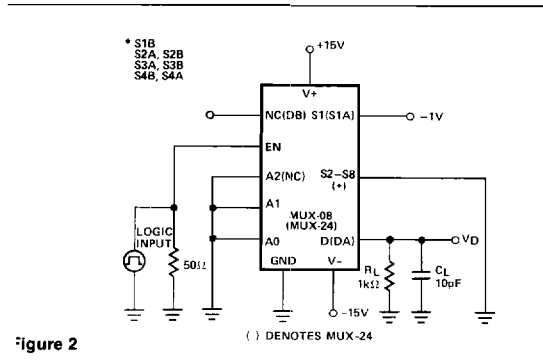 * S1B
S2A, S2B
S3A, S3B
S4B, S4A
+15V
V+
NC(DB) S1(S1A)
−1V
EN
A2(NC)
S2–S8
(*)
A1
MUX-08
(MUX-24)
A0
D(DA)
VD
LOGIC
INPUT
50Ω
GND
V−
RL
1kΩ
CL
10pF
−15V
( ) DENOTES MUX-24
Figure 2